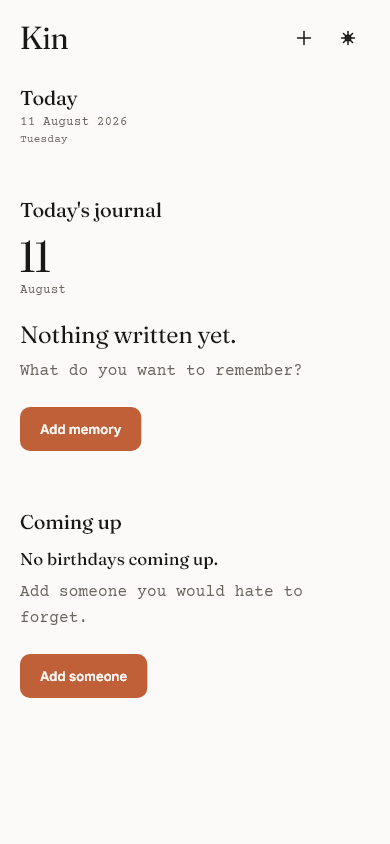 Kin
Today
11 August 2026
Tuesday
Today's journal
11
August
Nothing written yet.
What do you want to remember?
Add memory
Coming up
No birthdays coming up.
Add someone you would hate to
forget.
Add someone